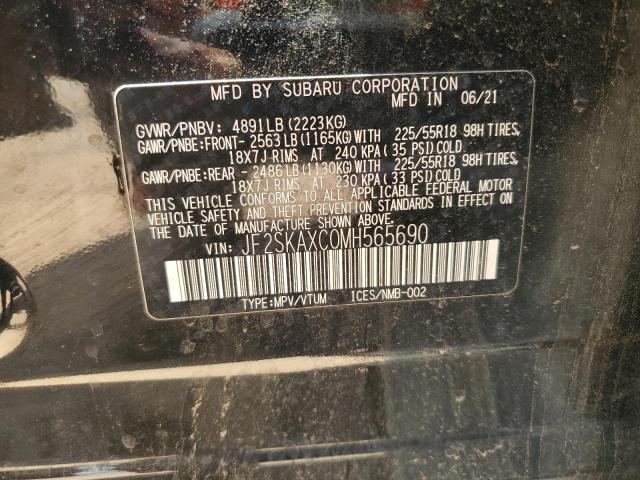 MFD BY SUBARU CORPORATION
MFD IN 06/21
GVWR/PNBV: 4891LB(2223KG)
GAWR/PNBE:FRONT- 2563LB(1165KG)WITH 225/55R18 98H TIRES,
18X7J RIMS AT 240 KPA( 35 PSI)COLD.
GAWR/PNBE:REAR - 2486LB(1130KG)WITH 225/55R18 98H TIRES,
18X7J RIMS AT 230 KPA( 33 PSI)COLD.
THIS VEHICLE CONFORMS TO ALL APPLICABLE FEDERAL MOTOR
VEHICLE SAFETY AND THEFT PREVENTION STANDARDS IN EFFECT ON
THE DATE OF MANUFACTURE SHOWN ABOVE.
VIN: JF2SKAXC0MH565690
TYPE:MPV/VTUM ICES/NMB-002